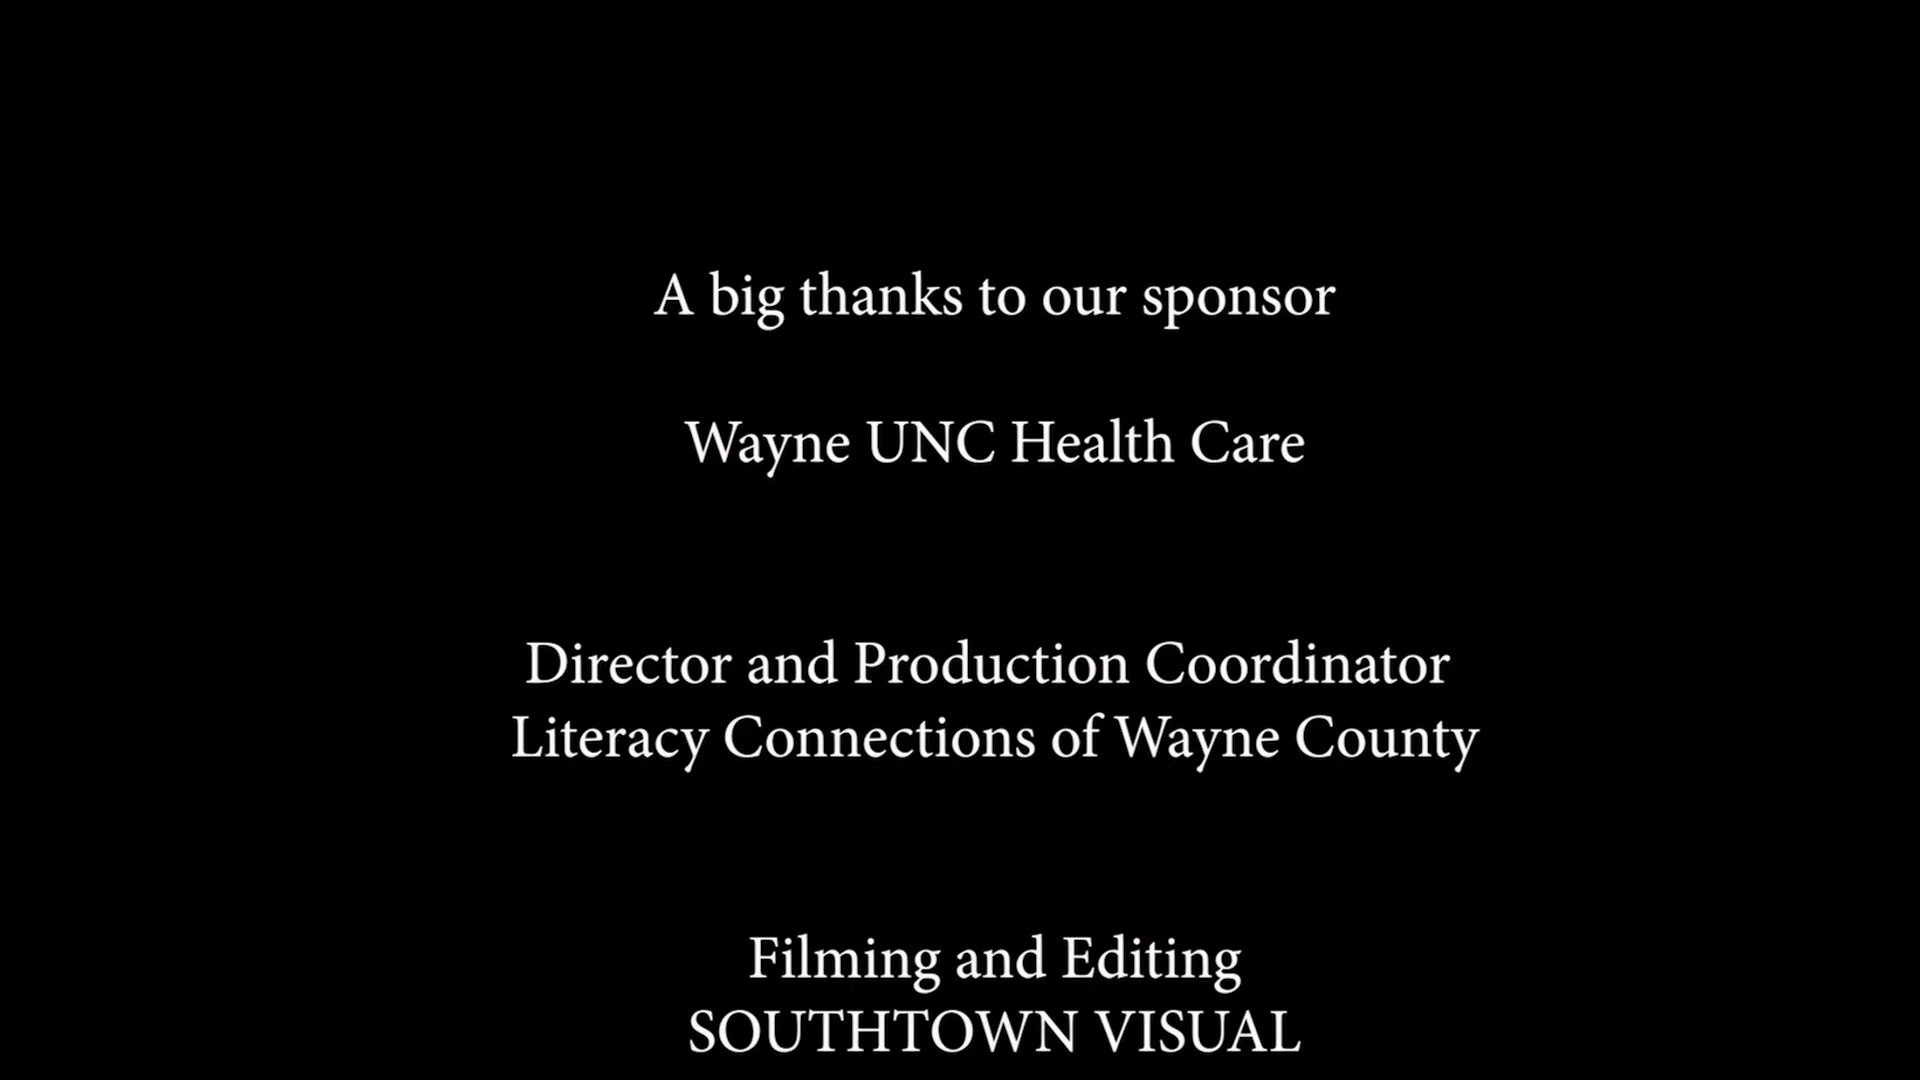 A big thanks to our sponsor
Wayne UNC Health Care
Director and Production Coordinator
Literacy Connections of Wayne County
Filming and Editing
SOUTHTOWN VISUAL